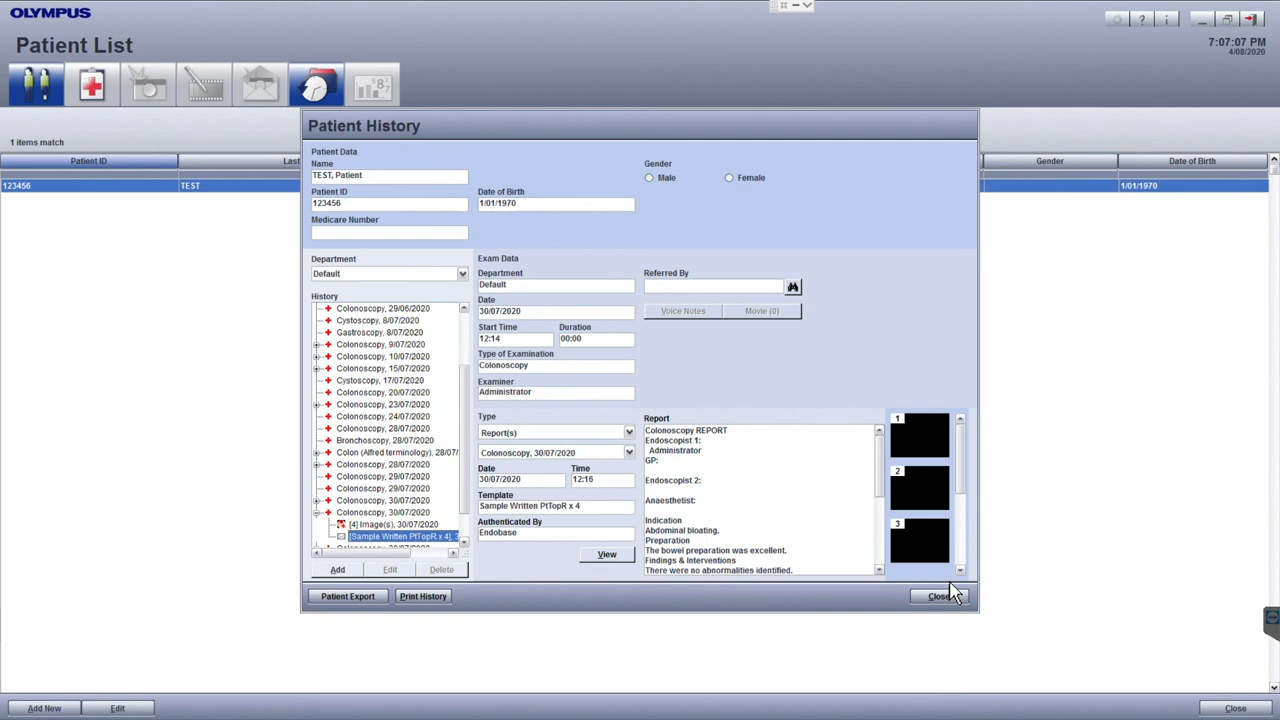 OLYMPUS
Patient List
7:07:07 PM
4/08/2020
1 items match
Patient ID
Last
Gender
Date of Birth
123456
TEST
1/01/1970
Patient History
Patient Data
Name
TEST, Patient
Gender
Male
Female
Patient ID
123456
Date of Birth
1/01/1970
Medicare Number
Department
Default
History
Colonoscopy, 29/06/2020
Cystoscopy, 8/07/2020
Gastroscopy, 8/07/2020
Colonoscopy, 9/07/2020
Colonoscopy, 10/07/2020
Colonoscopy, 15/07/2020
Cystoscopy, 17/07/2020
Colonoscopy, 20/07/2020
Colonoscopy, 23/07/2020
Colonoscopy, 24/07/2020
Colonoscopy, 28/07/2020
Bronchoscopy, 28/07/2020
Colon (Alfred terminology), 28/07/
Colonoscopy, 28/07/2020
Colonoscopy, 29/07/2020
Colonoscopy, 29/07/2020
Colonoscopy, 30/07/2020
Colonoscopy, 30/07/2020
[4] Image(s), 30/07/2020
[Sample Written PtTopR x 4], 3
Add
Edit
Delete
Exam Data
Department
Default
Date
30/07/2020
Start Time
Duration
12:14
00:00
Type of Examination
Colonoscopy
Examiner
Administrator
Referred By
Voice Notes
Movie (0)
Type
Report(s)
Colonoscopy, 30/07/2020
Date
Time
30/07/2020
12:16
Template
Sample Written PtTopR x 4
Authenticated By
Endobase
View
Report
Colonoscopy REPORT
Endoscopist 1:
Administrator
GP:
Endoscopist 2:
Anaesthetist:
Indication
Abdominal bloating.
Preparation
The bowel preparation was excellent.
Findings & Interventions
There were no abnormalities identified.
1
2
3
Patient Export
Print History
Close
Add New
Edit
Close